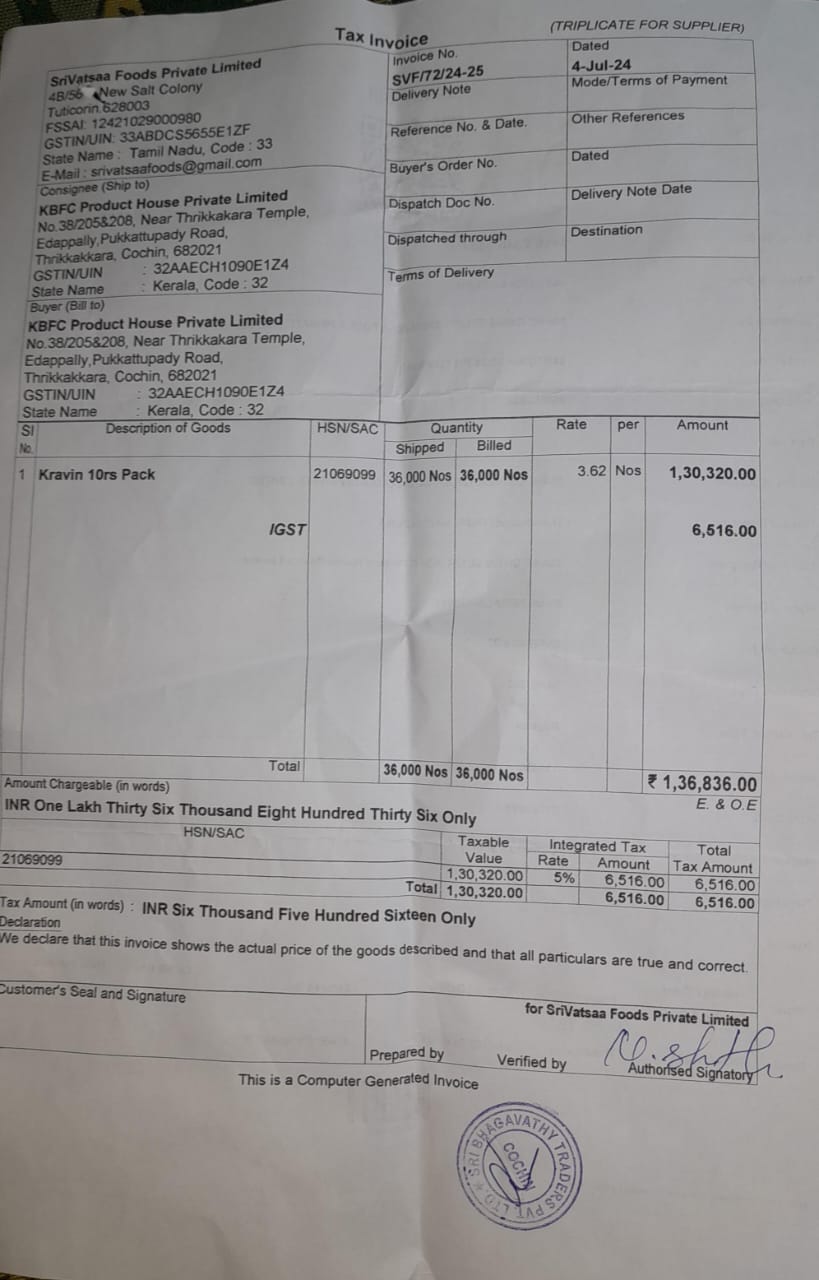 Tax Invoice
(TRIPLICATE FOR SUPPLIER)
SriVatsaa Foods Private Limited
4B/56 New Salt Colony
Tuticorin.628003
FSSAI: 12421029000980
GSTIN/UIN: 33ABDCS5655E1ZF
State Name : Tamil Nadu, Code : 33
E-Mail : srivatsaafoods@gmail.com
Invoice No.
SVF/72/24-25
Dated
4-Jul-24
Delivery Note
Mode/Terms of Payment
Reference No. & Date.
Other References
Buyer's Order No.
Dated
Dispatch Doc No.
Delivery Note Date
Dispatched through
Destination
Terms of Delivery
Consignee (Ship to)
KBFC Product House Private Limited
No.38/205&208, Near Thrikkakara Temple,
Edappally,Pukkattupady Road,
Thrikkakkara, Cochin, 682021
GSTIN/UIN : 32AAECH1090E1Z4
State Name : Kerala, Code : 32
Buyer (Bill to)
KBFC Product House Private Limited
No.38/205&208, Near Thrikkakara Temple,
Edappally,Pukkattupady Road,
Thrikkakkara, Cochin, 682021
GSTIN/UIN : 32AAECH1090E1Z4
State Name : Kerala, Code : 32
Sl No. Description of Goods HSN/SAC Quantity Rate per Amount
Shipped Billed
1 Kravin 10rs Pack 21069099 36,000 Nos 36,000 Nos 3.62 Nos 1,30,320.00
IGST 6,516.00
Total 36,000 Nos 36,000 Nos ₹ 1,36,836.00
Amount Chargeable (in words) E. & O.E
INR One Lakh Thirty Six Thousand Eight Hundred Thirty Six Only
HSN/SAC Taxable Value Integrated Tax Total Tax Amount
Rate Amount
21069099 1,30,320.00 5% 6,516.00 6,516.00
Total 1,30,320.00 6,516.00 6,516.00
Tax Amount (in words) : INR Six Thousand Five Hundred Sixteen Only
Declaration
We declare that this invoice shows the actual price of the goods described and that all particulars are true and correct.
Customer's Seal and Signature
for SriVatsaa Foods Private Limited
Prepared by Verified by Authorised Signatory
This is a Computer Generated Invoice
SRI BHAGAVATHY TRADERS PVT. LTD.
COCHIN